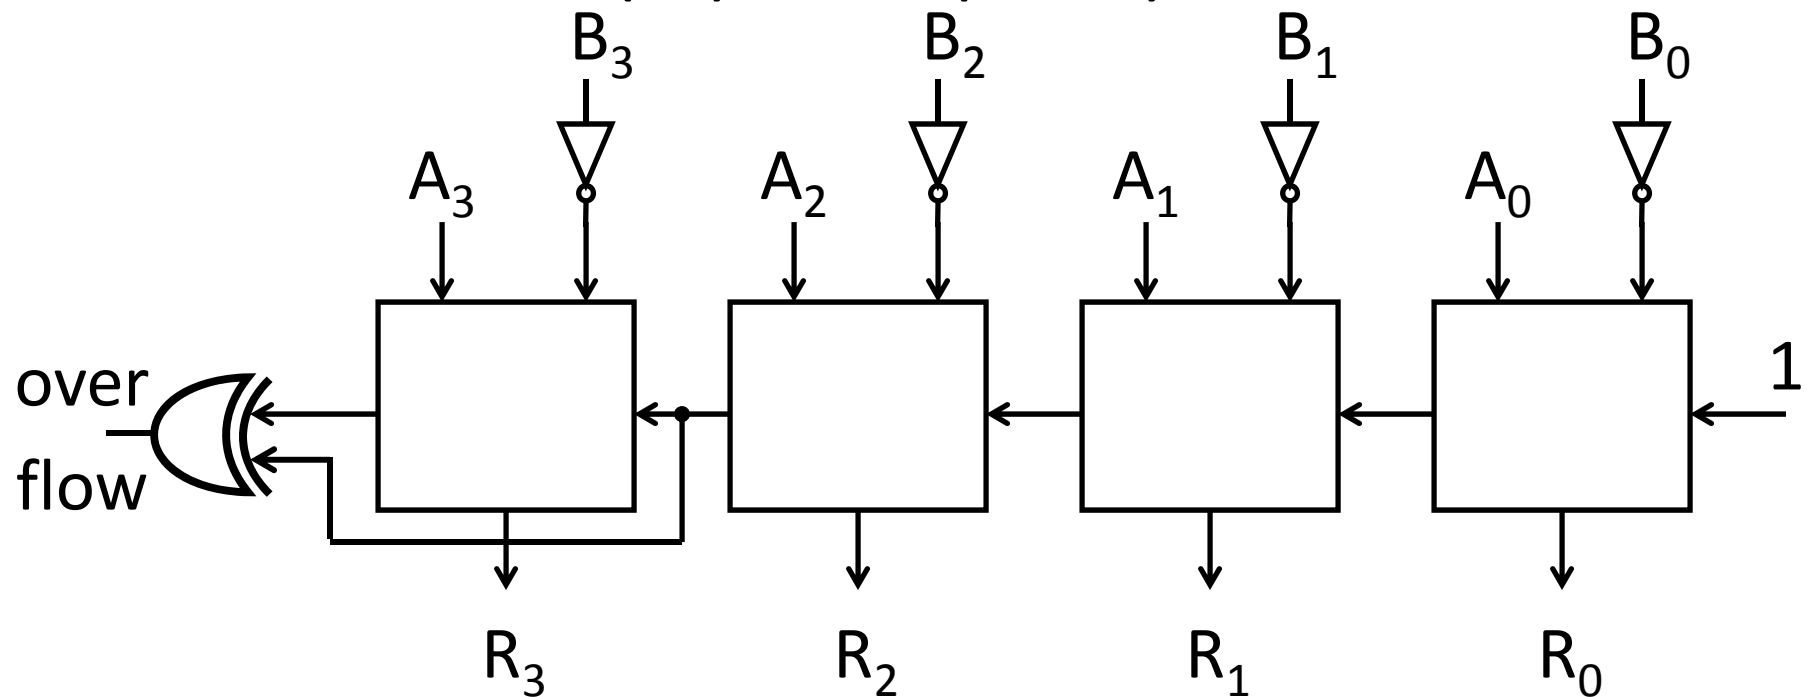 B₃ B₂ B₁ B₀
A₃ A₂ A₁ A₀
1
over
flow
R₃ R₂ R₁ R₀